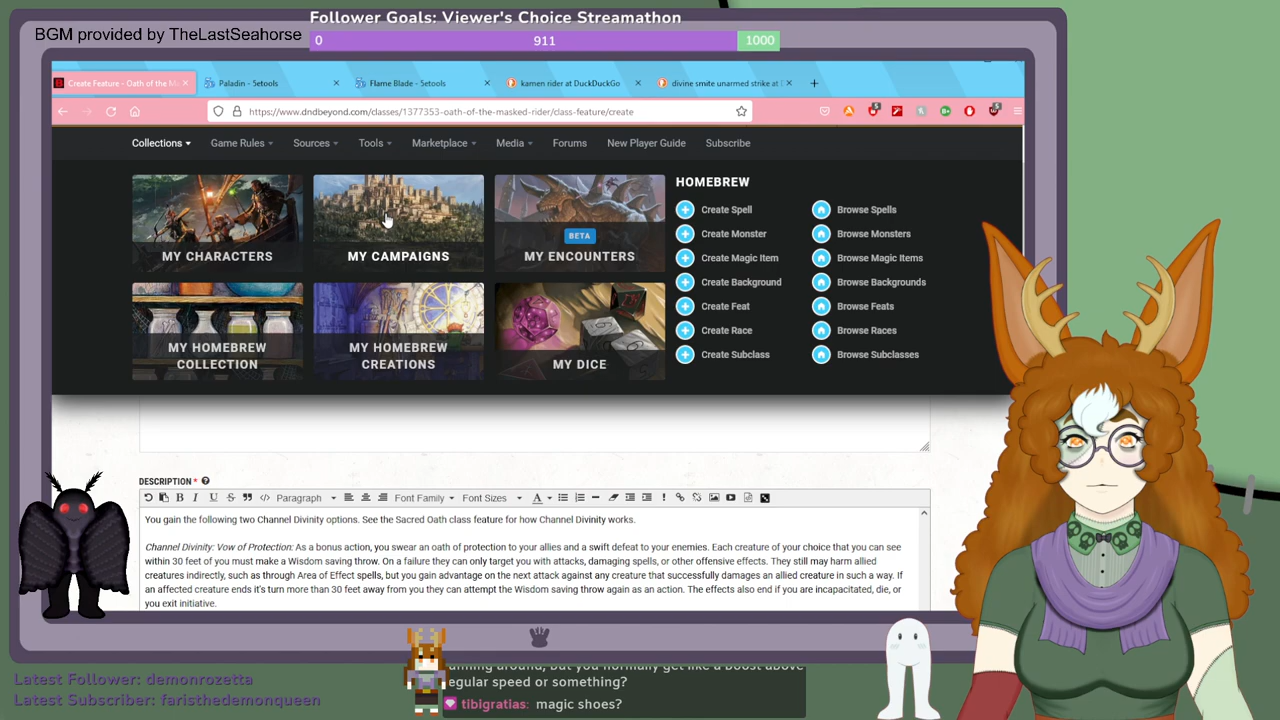 Follower Goals: Viewer's Choice Streamathon
BGM provided by TheLastSeahorse
0 911 1000
Create Feature - Oath of the Ma
Paladin - 5etools
Flame Blade - 5etools
kamen rider at DuckDuckGo
divine smite unarmed strike at D
https://www.dndbeyond.com/classes/1377353-oath-of-the-masked-rider/class-feature/create
Collections Game Rules Sources Tools Marketplace Media Forums New Player Guide Subscribe
MY CHARACTERS
MY CAMPAIGNS
BETA
MY ENCOUNTERS
MY HOMEBREW
COLLECTION
MY HOMEBREW
CREATIONS
MY DICE
HOMEBREW
Create Spell
Create Monster
Create Magic Item
Create Background
Create Feat
Create Race
Create Subclass
Browse Spells
Browse Monsters
Browse Magic Items
Browse Backgrounds
Browse Feats
Browse Races
Browse Subclasses
DESCRIPTION *
Paragraph Font Family Font Sizes
You gain the following two Channel Divinity options. See the Sacred Oath class feature for how Channel Divinity works.
Channel Divinity: Vow of Protection: As a bonus action, you swear an oath of protection to your allies and a swift defeat to your enemies. Each creature of your choice that you can see
within 30 feet of you must make a Wisdom saving throw. On a failure they can only target you with attacks, damaging spells, or other offensive effects. They still may harm allied
creatures indirectly, such as through Area of Effect spells, but you gain advantage on the next attack against any creature that successfully damages an allied creature in such a way. If
an affected creature ends it's turn more than 30 feet away from you they can attempt the Wisdom saving throw again as an action. The effects also end if you are incapacitated, die, or
you exit initiative.
Latest Follower: demonrozetta
Latest Subscriber: faristhedemonqueen
around, but you normally get like a boost above
regular speed or something?
tibigratias: magic shoes?